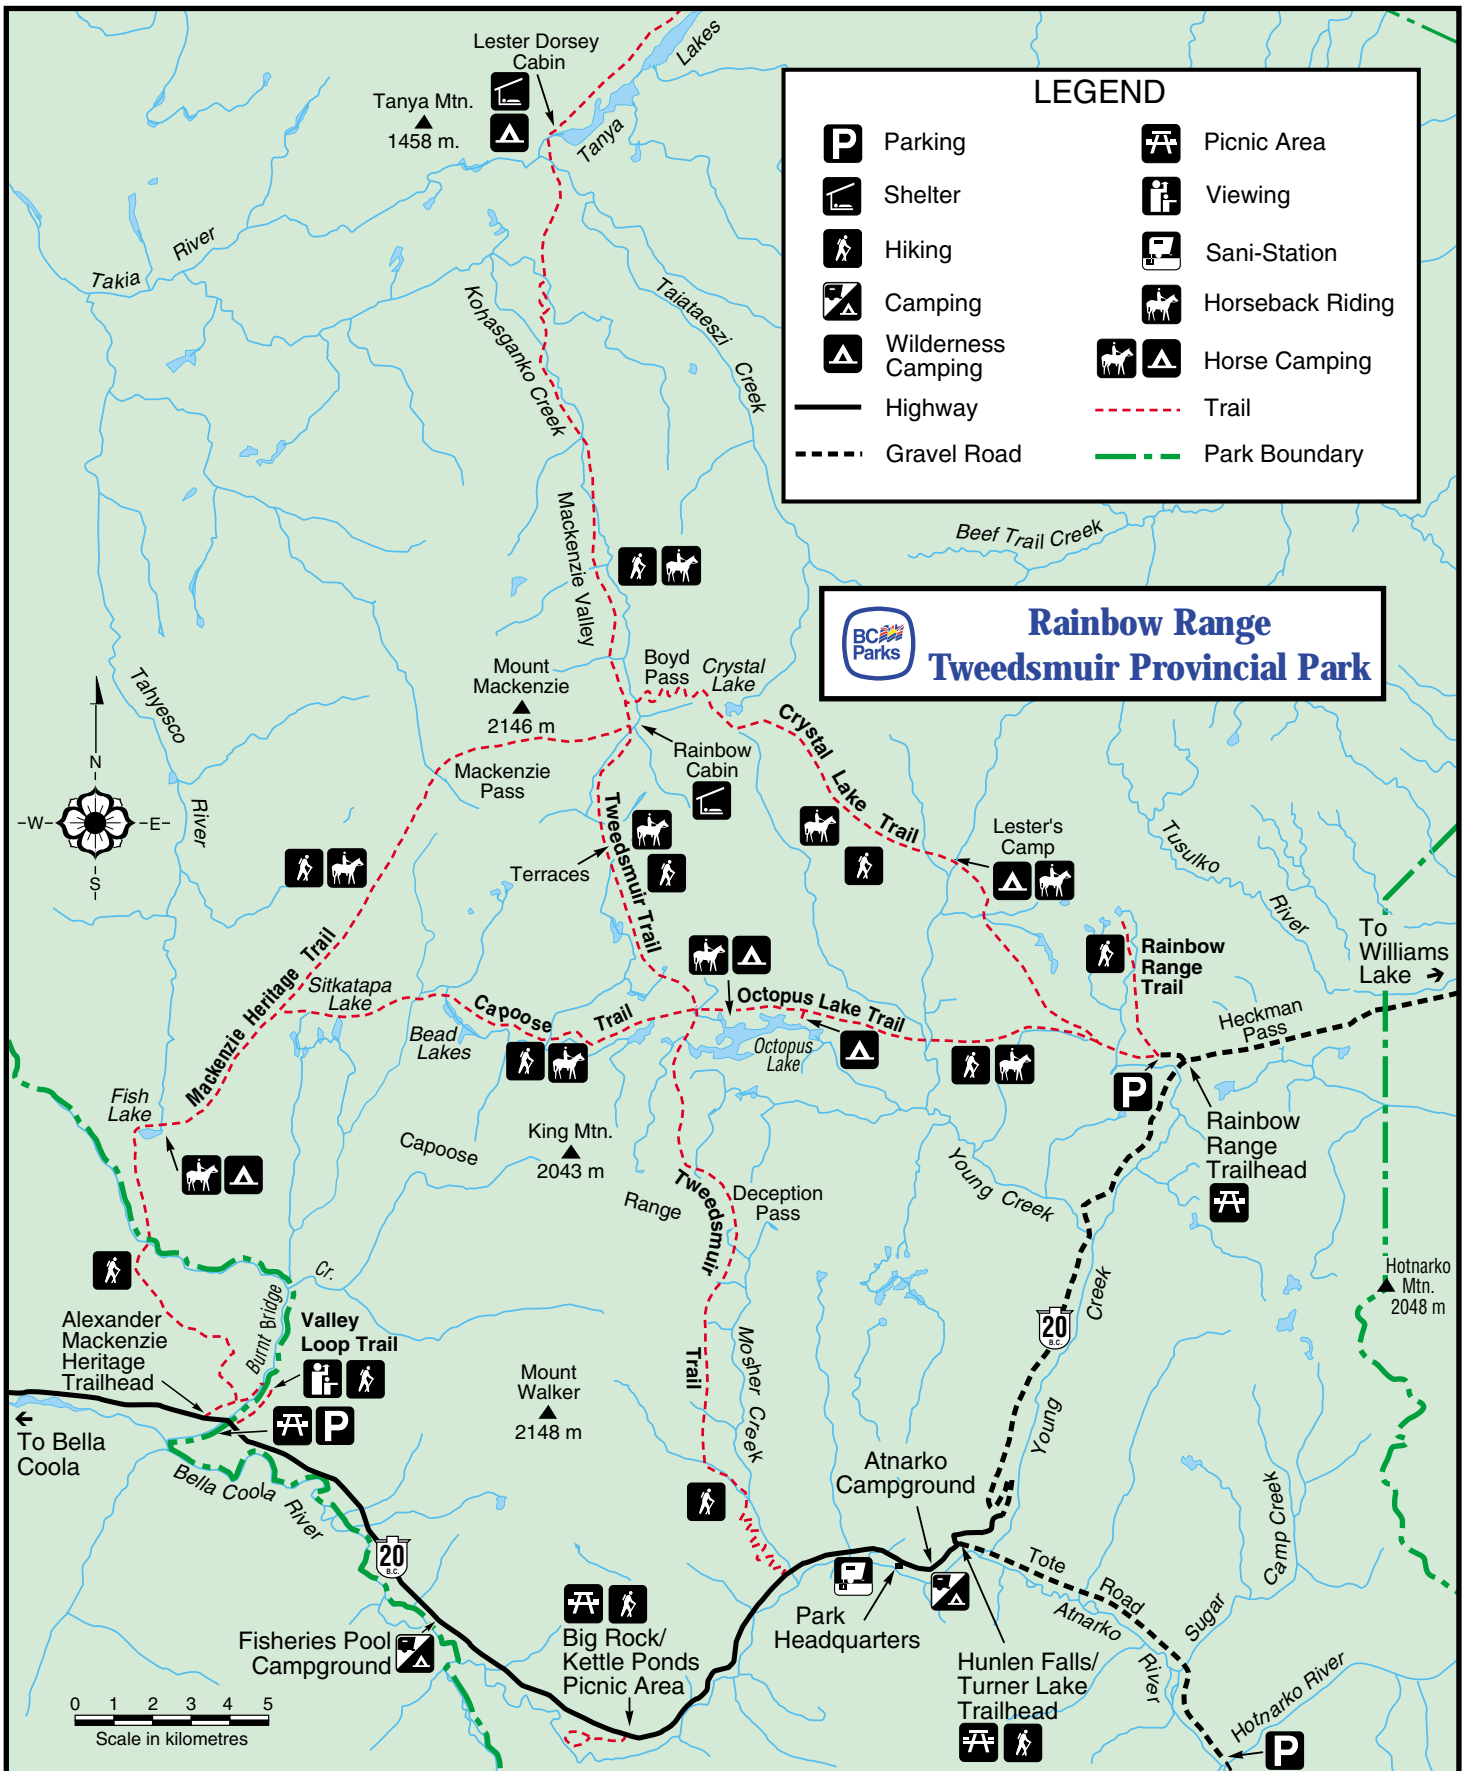 Lester Dorsey
Cabin
Lakes
Tanya
Tanya Mtn.
1458 m.
LEGEND
P
Parking
Picnic Area
Shelter
Viewing
Hiking
Sani-Station
Camping
Horseback Riding
Wilderness
Camping
Horse Camping
Highway
Trail
Gravel Road
Park Boundary
Takia
River
Kohasganko Creek
Taiataeszi
Creek
Beef Trail Creek
BC
Parks
Rainbow Range
Tweedsmuir Provincial Park
Mackenzie Valley
Mount
Mackenzie
2146 m
Boyd
Pass
Crystal
Lake
Tahyesco
River
N
W
E
S
Mackenzie
Pass
Rainbow
Cabin
Crystal Lake Trail
Lester's
Camp
Tusulko
River
Tweedsmuir Trail
Terraces
To
Williams
Lake
Rainbow
Range
Trail
Heckman
Pass
Mackenzie Heritage Trail
Sitkatapa
Lake
Capoose Trail
Bead
Lakes
Octopus Lake Trail
Octopus
Lake
Fish
Lake
P
Rainbow
Range
Trailhead
Capoose
Range
King Mtn.
2043 m
Young Creek
Deception
Pass
Tweedsmuir
Trail
Hotnarko
Mtn.
2048 m
Cr.
Burnt Bridge
Valley
Loop Trail
Alexander
Mackenzie
Heritage
Trailhead
P
20
B.C.
Creek
Young
Mosher Creek
Mount
Walker
2148 m
To Bella
Coola
Bella Coola
River
20
B.C.
Atnarko
Campground
Camp Creek
Sugar
Tote
Road
Atnarko
River
Hotnarko River
P
Park
Headquarters
Hunlen Falls/
Turner Lake
Trailhead
Big Rock/
Kettle Ponds
Picnic Area
Fisheries Pool
Campground
0 1 2 3 4 5
Scale in kilometres